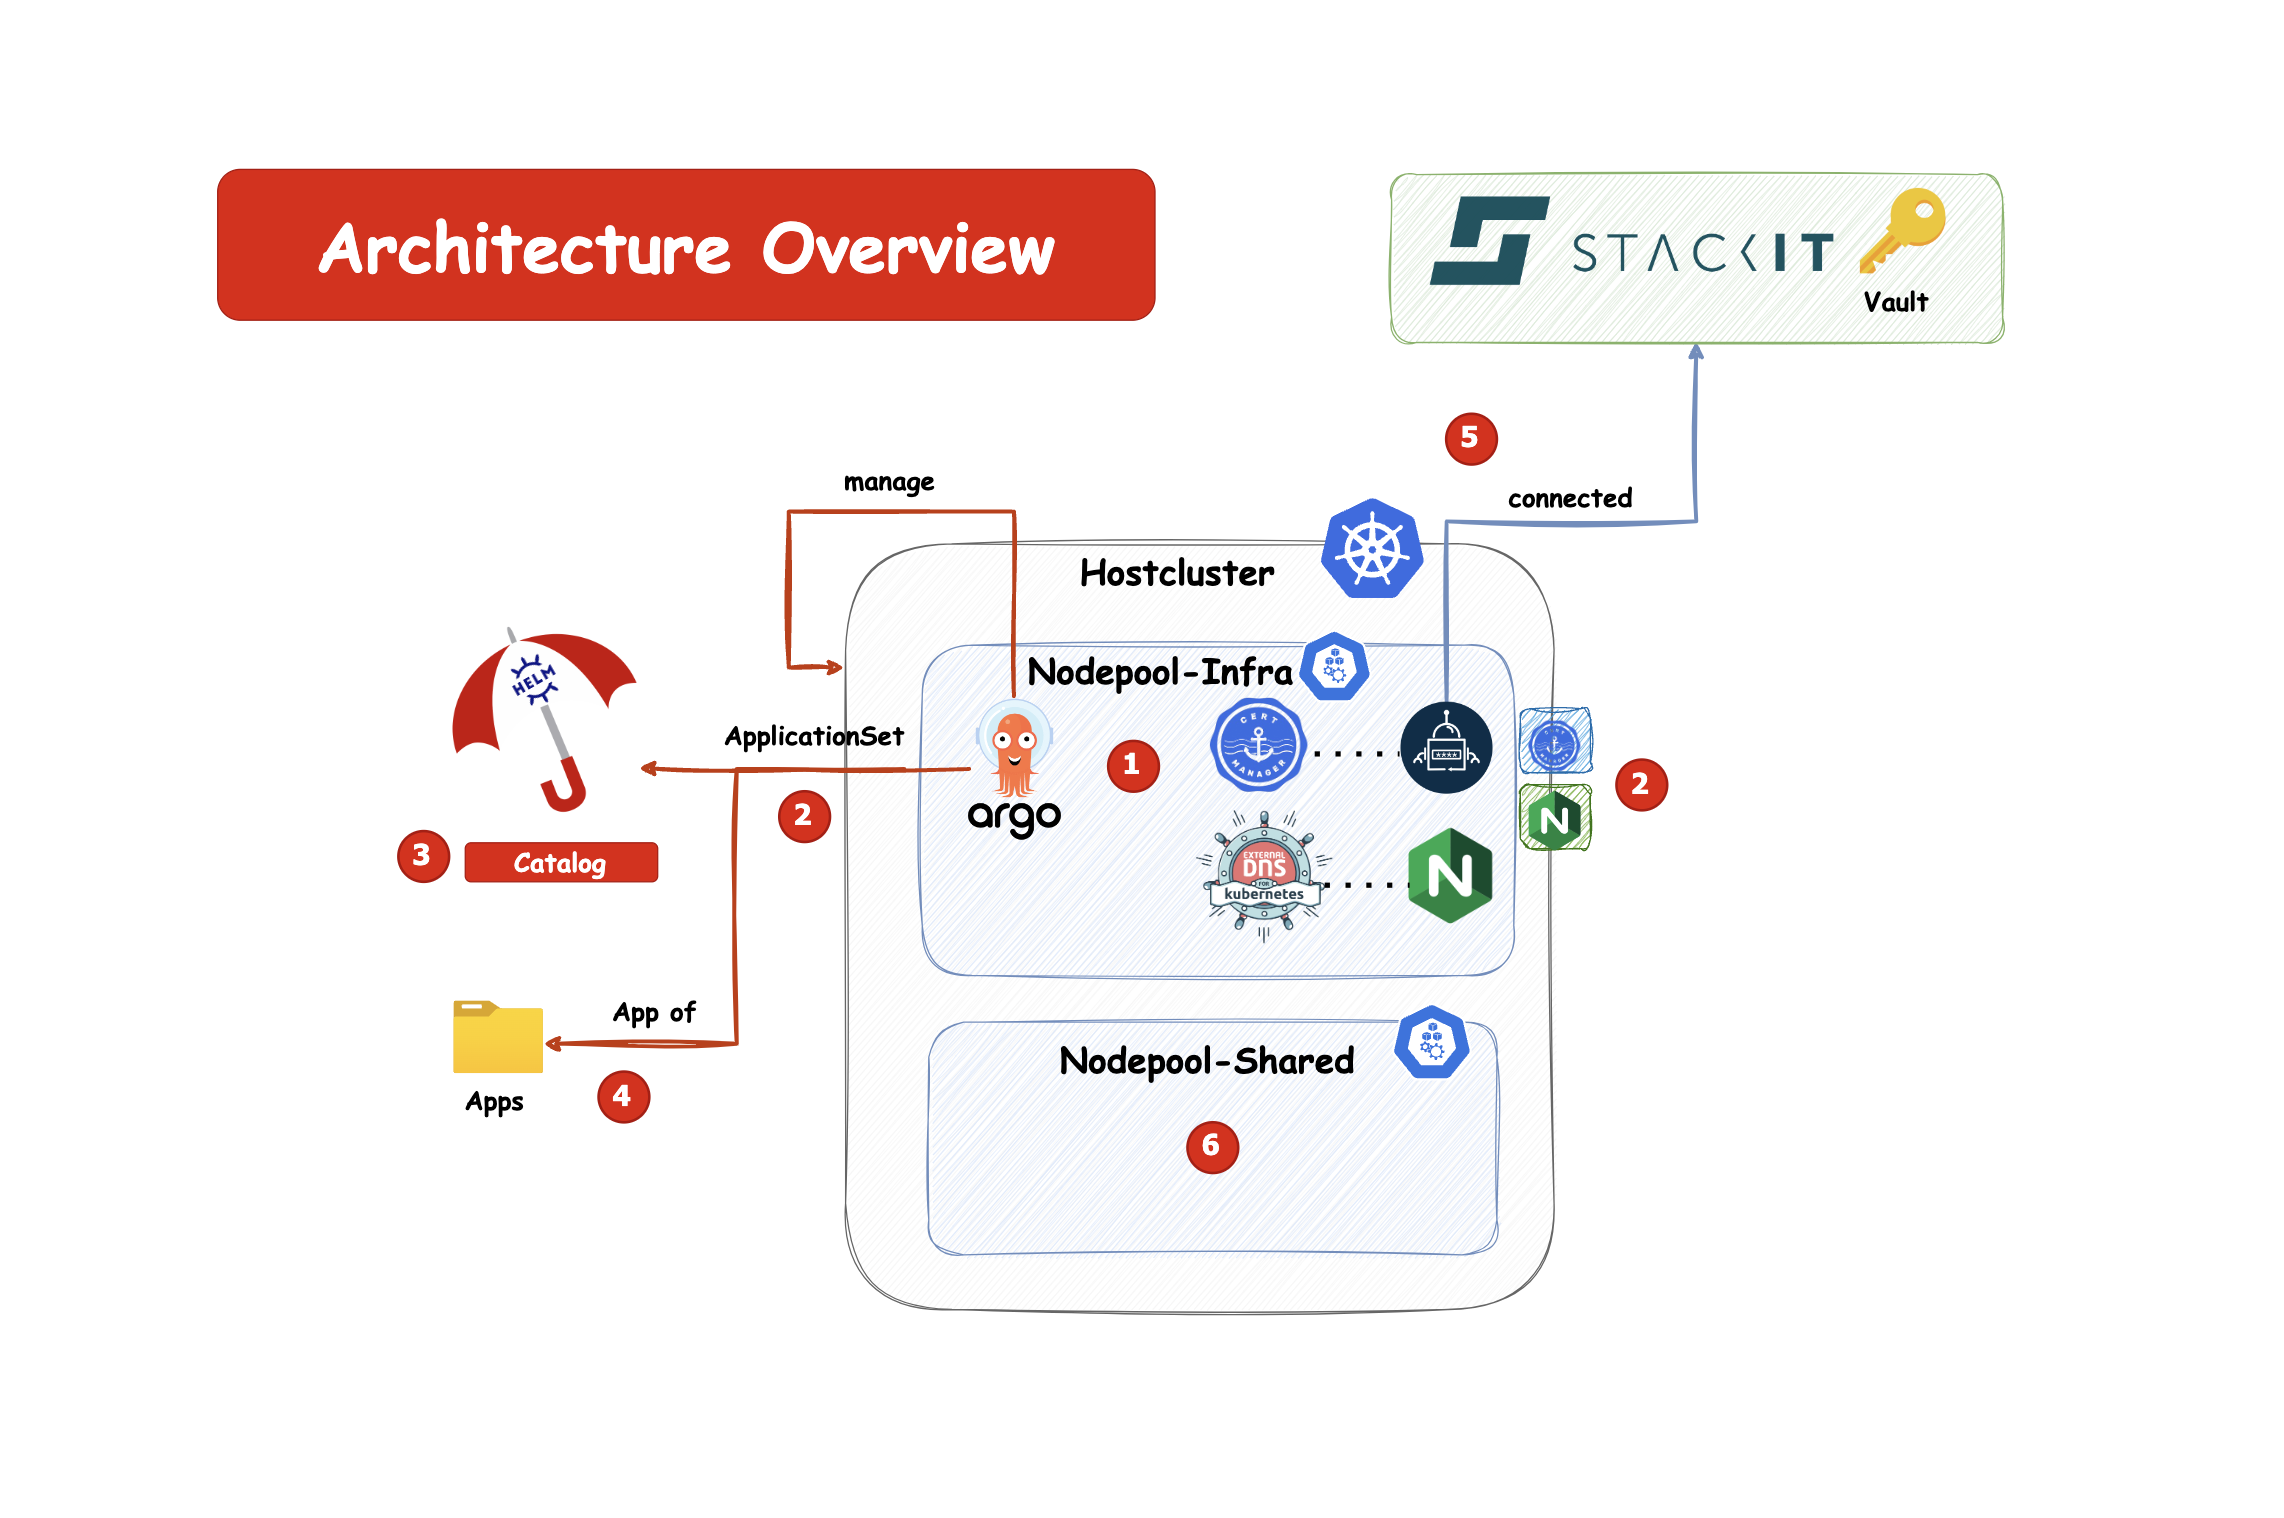 Architecture Overview
STACKIT
Vault
5
manage
connected
Hostcluster
Nodepool-Infra
HELM
ApplicationSet
CERT
MANAGER
****
1
2
2
argo
N
N
3
Catalog
EXTERNAL
DNS
FOR
kubernetes
App of
Apps
4
Nodepool-Shared
6